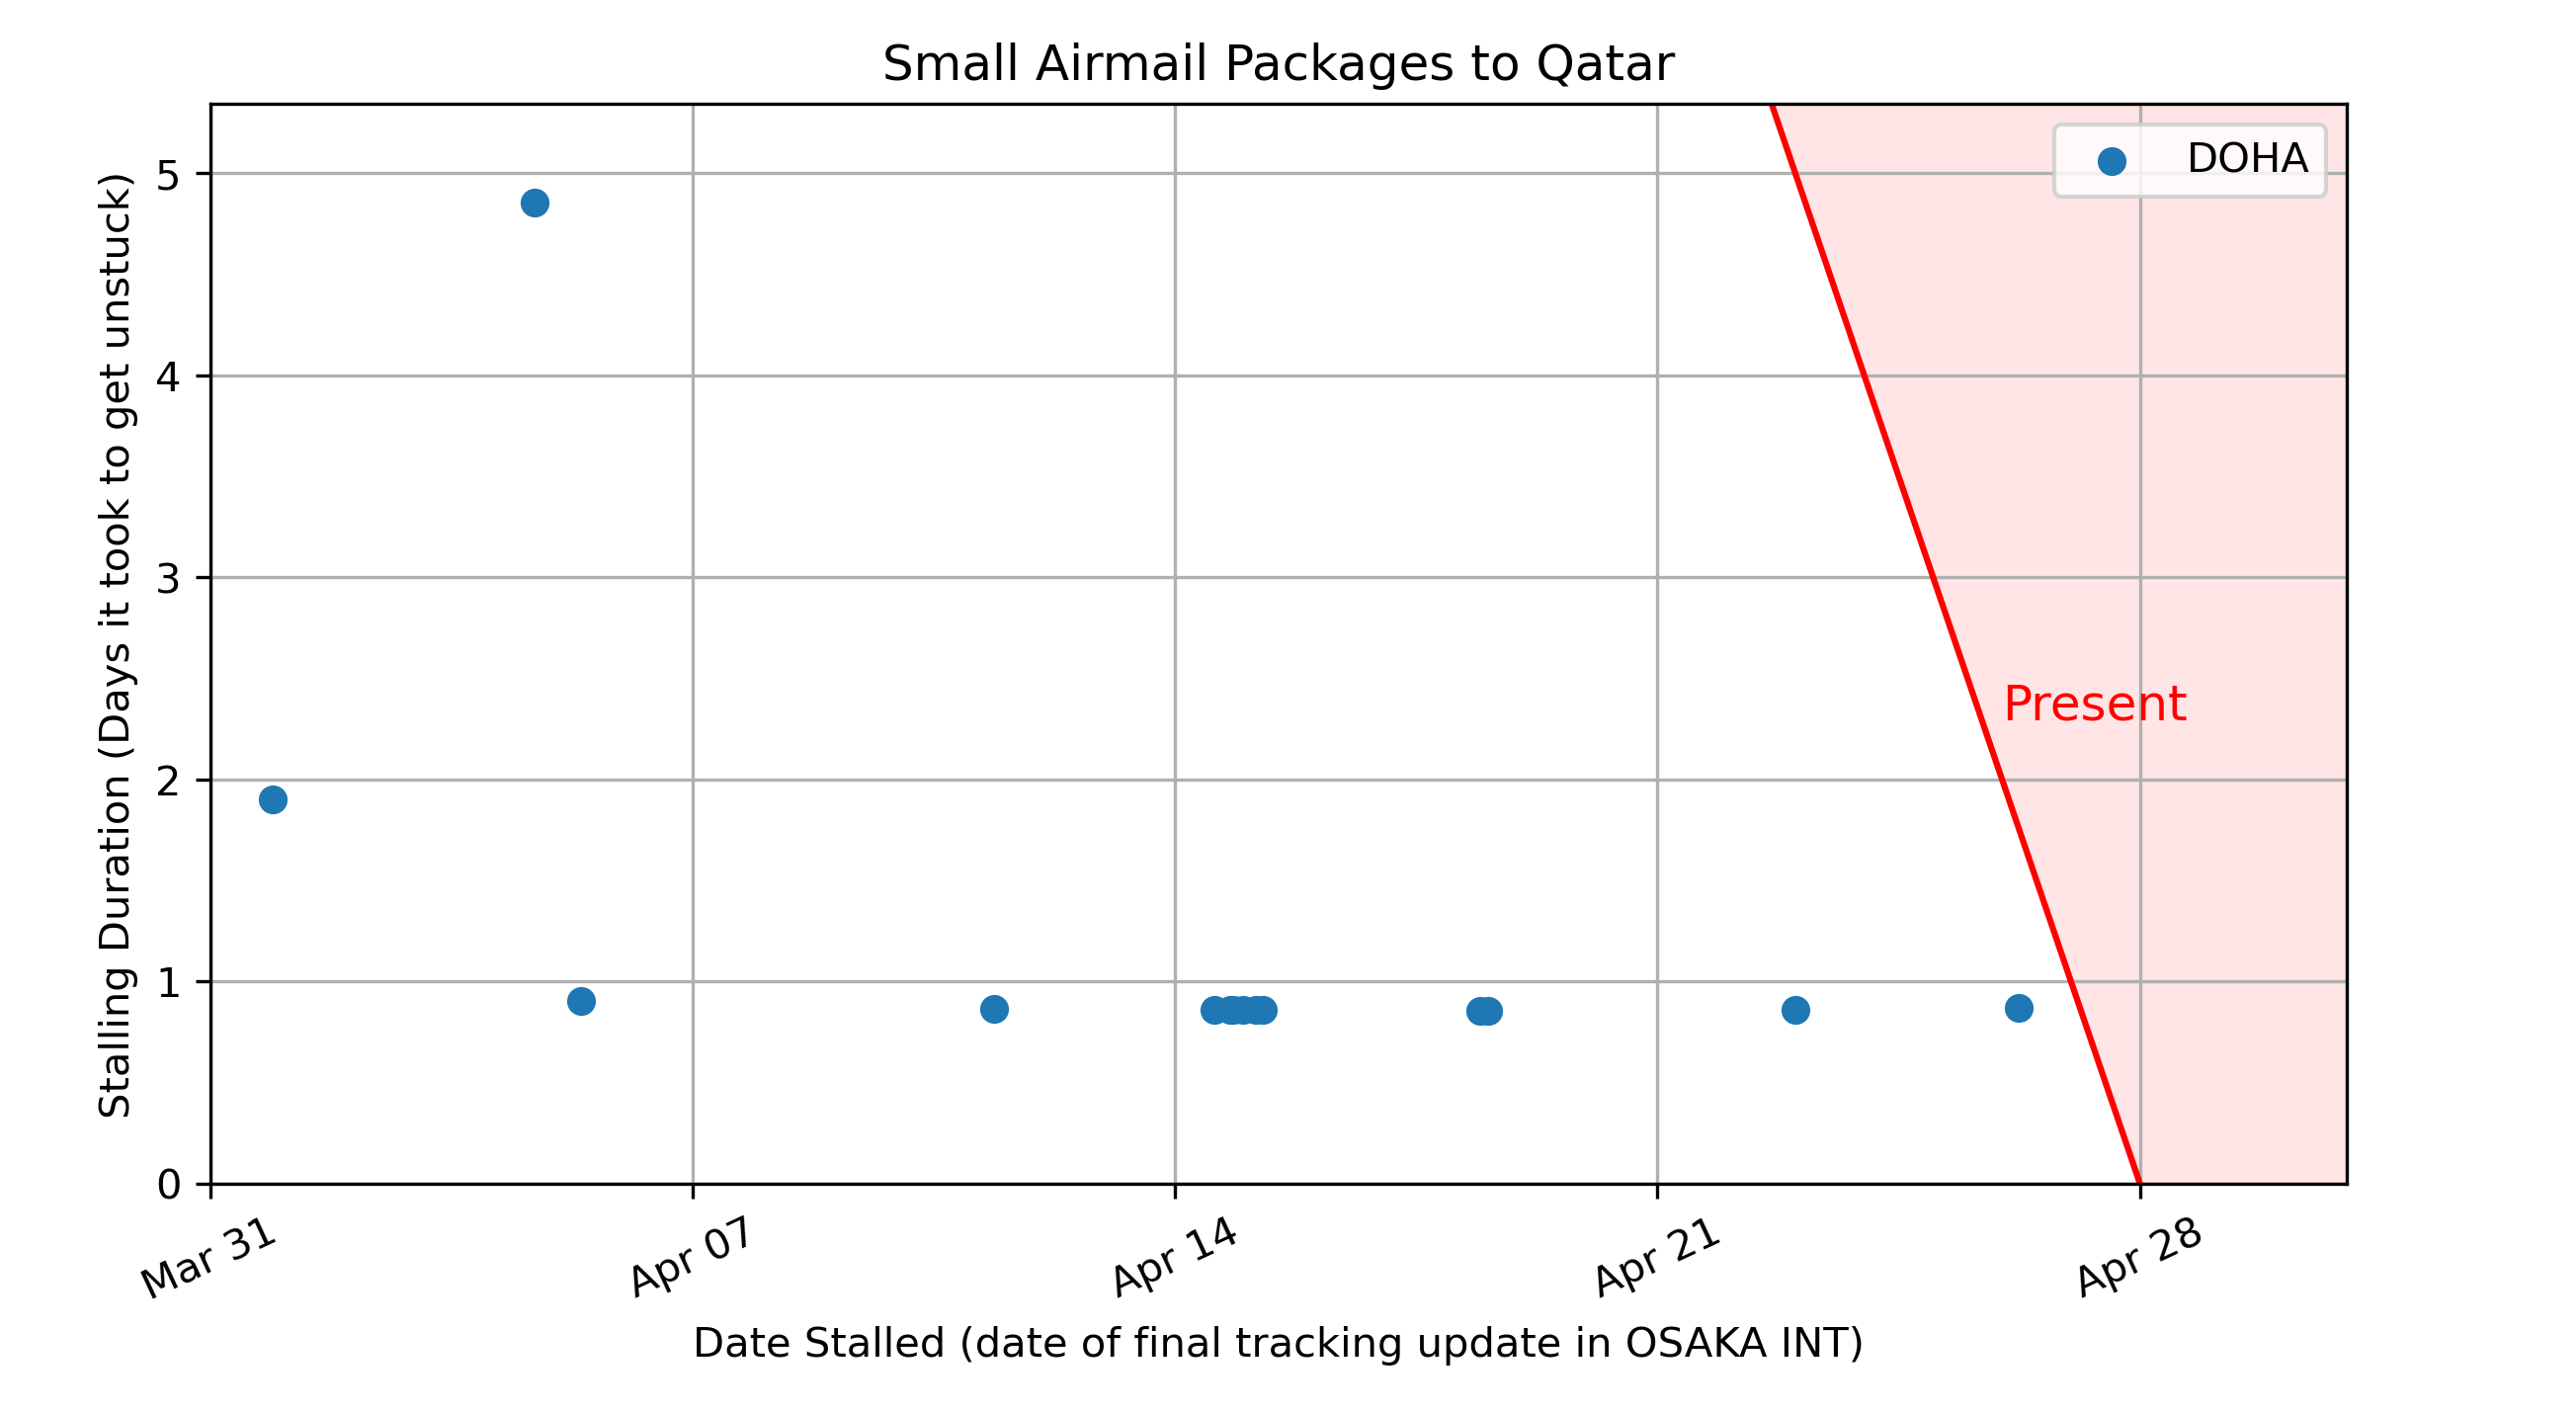 Small Airmail Packages to Qatar
DOHA
Stalling Duration (Days it took to get unstuck)
5
4
3
2
1
0
Present
Mar 31
Apr 07
Apr 14
Apr 21
Apr 28
Date Stalled (date of final tracking update in OSAKA INT)